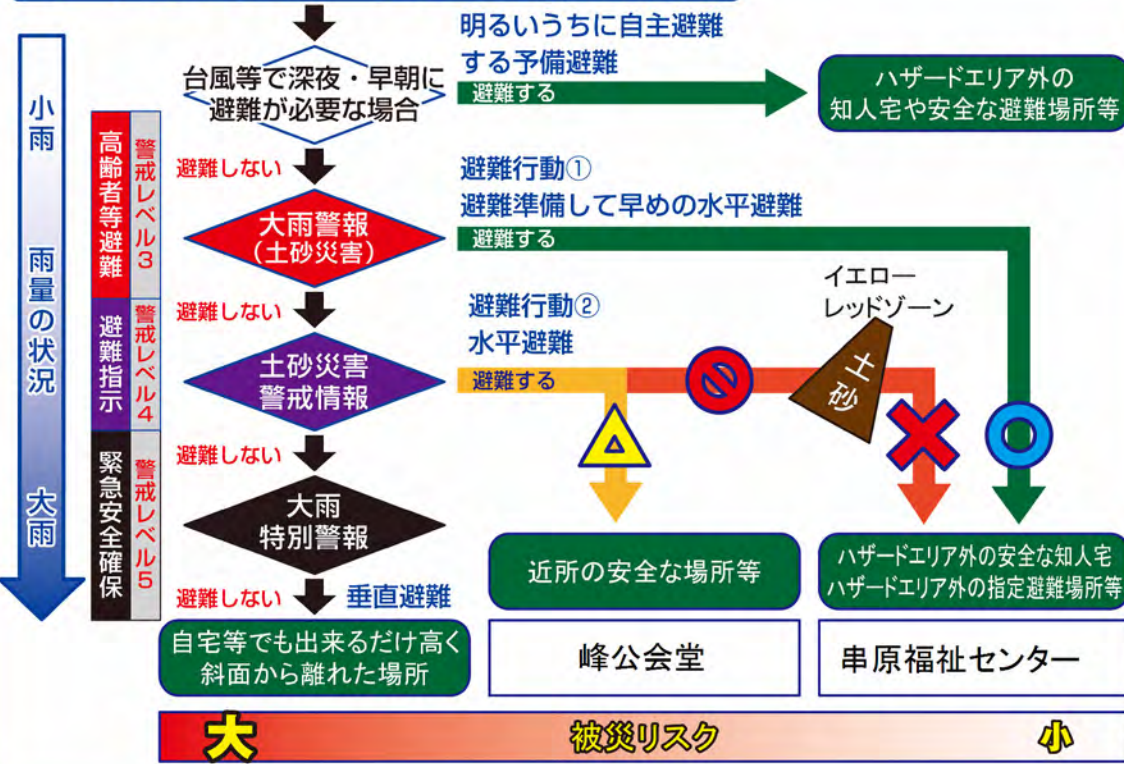 明るいうちに自主避難
する予備避難
避難する
台風等で深夜・早朝に
避難が必要な場合
ハザードエリア外の
知人宅や安全な避難場所等
小雨
雨量の状況
大雨
高齢者等避難
警戒レベル3
避難しない
避難行動①
避難準備して早めの水平避難
避難する
大雨警報
(土砂災害)
イエロー
レッドゾーン
避難指示
警戒レベル4
避難しない
避難行動②
水平避難
避難する
土砂災害
警戒情報
土砂
緊急安全確保
警戒レベル5
避難しない
大雨
特別警報
避難しない
垂直避難
近所の安全な場所等
ハザードエリア外の安全な知人宅
ハザードエリア外の指定避難場所等
自宅等でも出来るだけ高く
斜面から離れた場所
峰公会堂
串原福祉センター
大
被災リスク
小